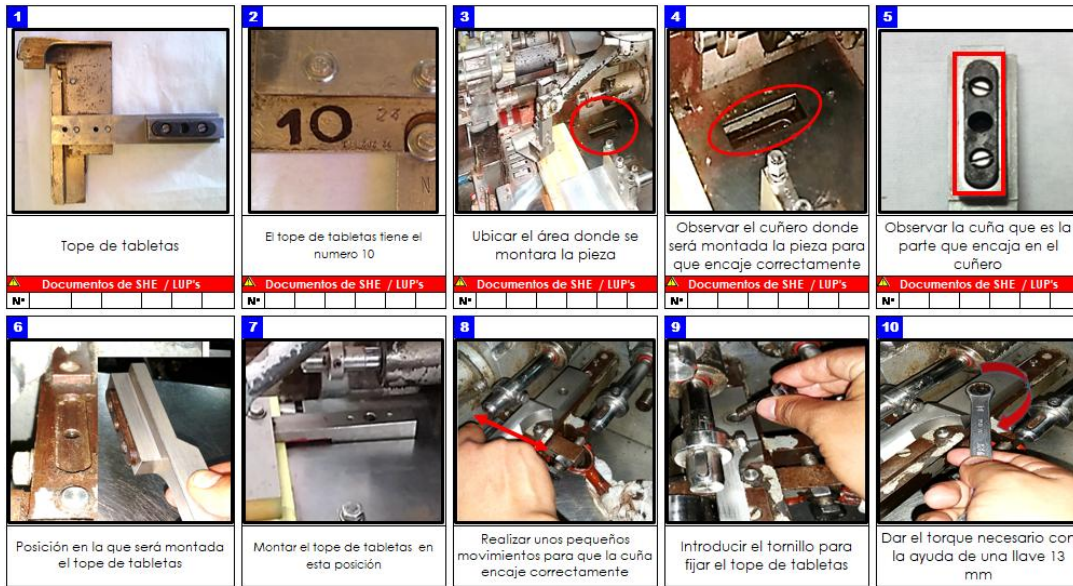 1
2
3
4
5
10
24
N
Tope de tabletas
El tope de tabletas tiene el
numero 10
Ubicar el área donde se
montara la pieza
Observar el cuñero donde
será montada la pieza para
que encaje correctamente
Observar la cuña que es la
parte que encaja en el
cuñero
Documentos de SHE / LUP's
Documentos de SHE / LUP's
Documentos de SHE / LUP's
Documentos de SHE / LUP's
Documentos de SHE / LUP's
N°
N°
N°
N°
N°
6
7
8
9
10
Posición en la que será montada
el tope de tabletas
Montar el tope de tabletas en
esta posición
Realizar unos pequeños
movimientos para que la cuña
encaje correctamente
Introducir el tornillo para
fijar el tope de tabletas
Dar el torque necesario con
la ayuda de una llave 13
mm